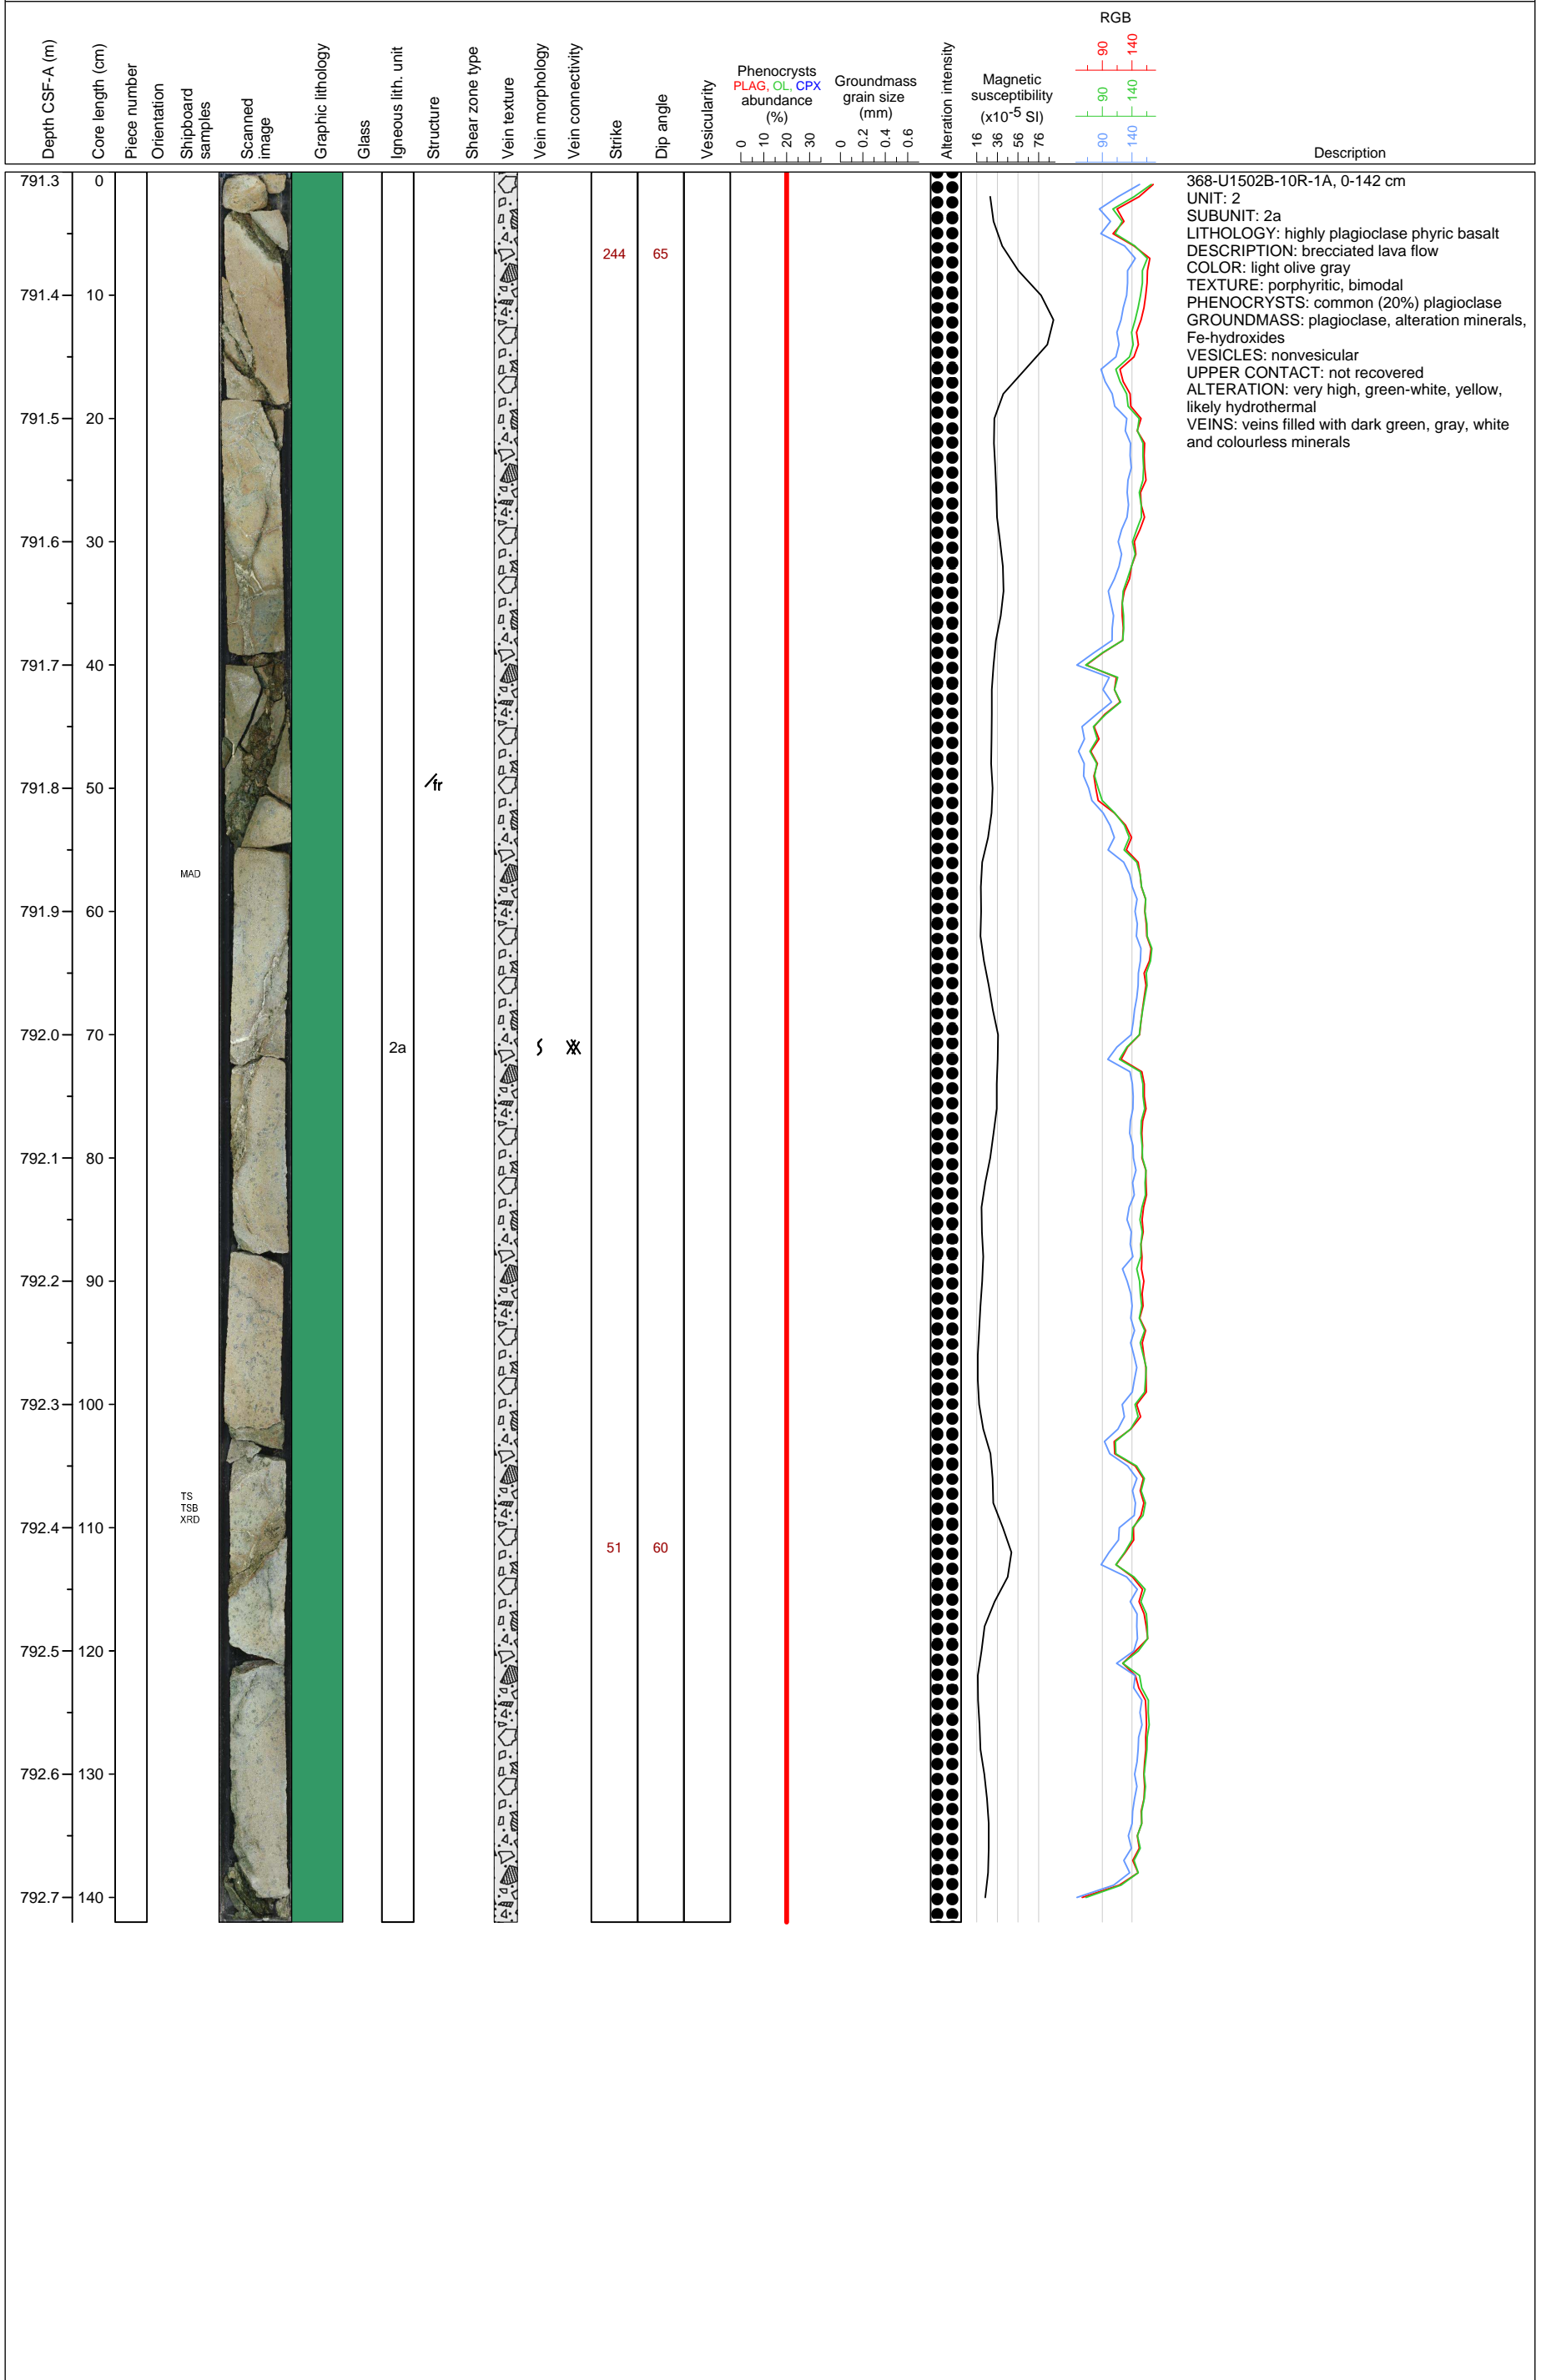 RGB
90 140
90 140
90 140
Depth CSF-A (m)
Core length (cm)
Piece number
Orientation
Shipboard
samples
Scanned
image
Graphic lithology
Glass
Igneous lith. unit
Structure
Shear zone type
Vein texture
Vein morphology
Vein connectivity
Strike
Dip angle
Vesicularity
Phenocrysts
PLAG, OL, CPX
abundance
(%)
0 10 20 30
Groundmass
grain size
(mm)
0 0.2 0.4 0.6
Alteration intensity
Magnetic
susceptibility
(x10-5 SI)
16 36 56 76
Description
791.3 0
791.4 10
791.5 20
791.6 30
791.7 40
791.8 50
791.9 60
792.0 70
792.1 80
792.2 90
792.3 100
792.4 110
792.5 120
792.6 130
792.7 140
MAD
TS
TSB
XRD
2a
fr
244 65
51 60
368-U1502B-10R-1A, 0-142 cm
UNIT: 2
SUBUNIT: 2a
LITHOLOGY: highly plagioclase phyric basalt
DESCRIPTION: brecciated lava flow
COLOR: light olive gray
TEXTURE: porphyritic, bimodal
PHENOCRYSTS: common (20%) plagioclase
GROUNDMASS: plagioclase, alteration minerals,
Fe-hydroxides
VESICLES: nonvesicular
UPPER CONTACT: not recovered
ALTERATION: very high, green-white, yellow,
likely hydrothermal
VEINS: veins filled with dark green, gray, white
and colourless minerals